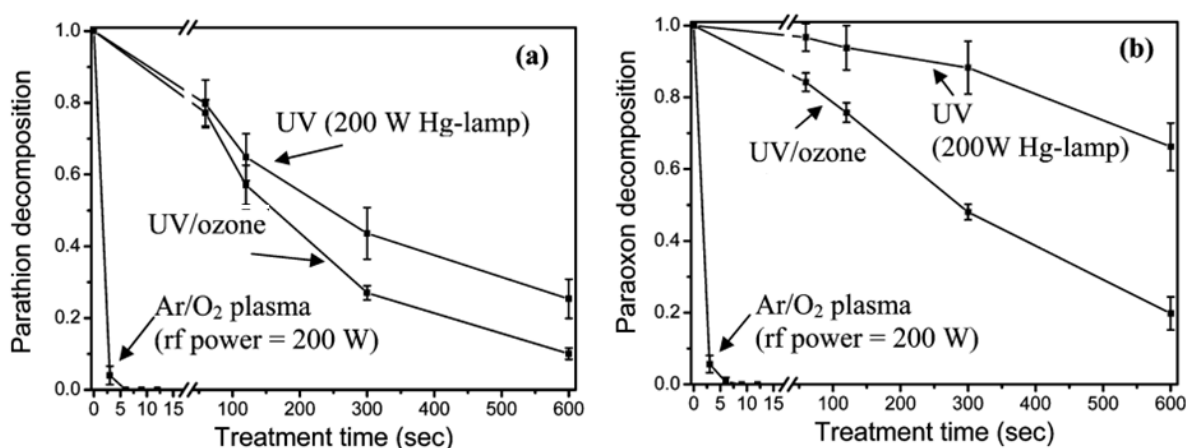 (a)
Parathion decomposition
1.0
0.8
0.6
0.4
0.2
0.0
UV (200 W Hg-lamp)
UV/ozone
Ar/O₂ plasma
(rf power = 200 W)
0 5 10 15 100 200 300 400 500 600
Treatment time (sec)
(b)
Paraoxon decomposition
1.0
0.8
0.6
0.4
0.2
0.0
UV
(200W Hg-lamp)
UV/ozone
Ar/O₂ plasma
(rf power = 200 W)
0 5 10 15 100 200 300 400 500 600
Treatment time (sec)